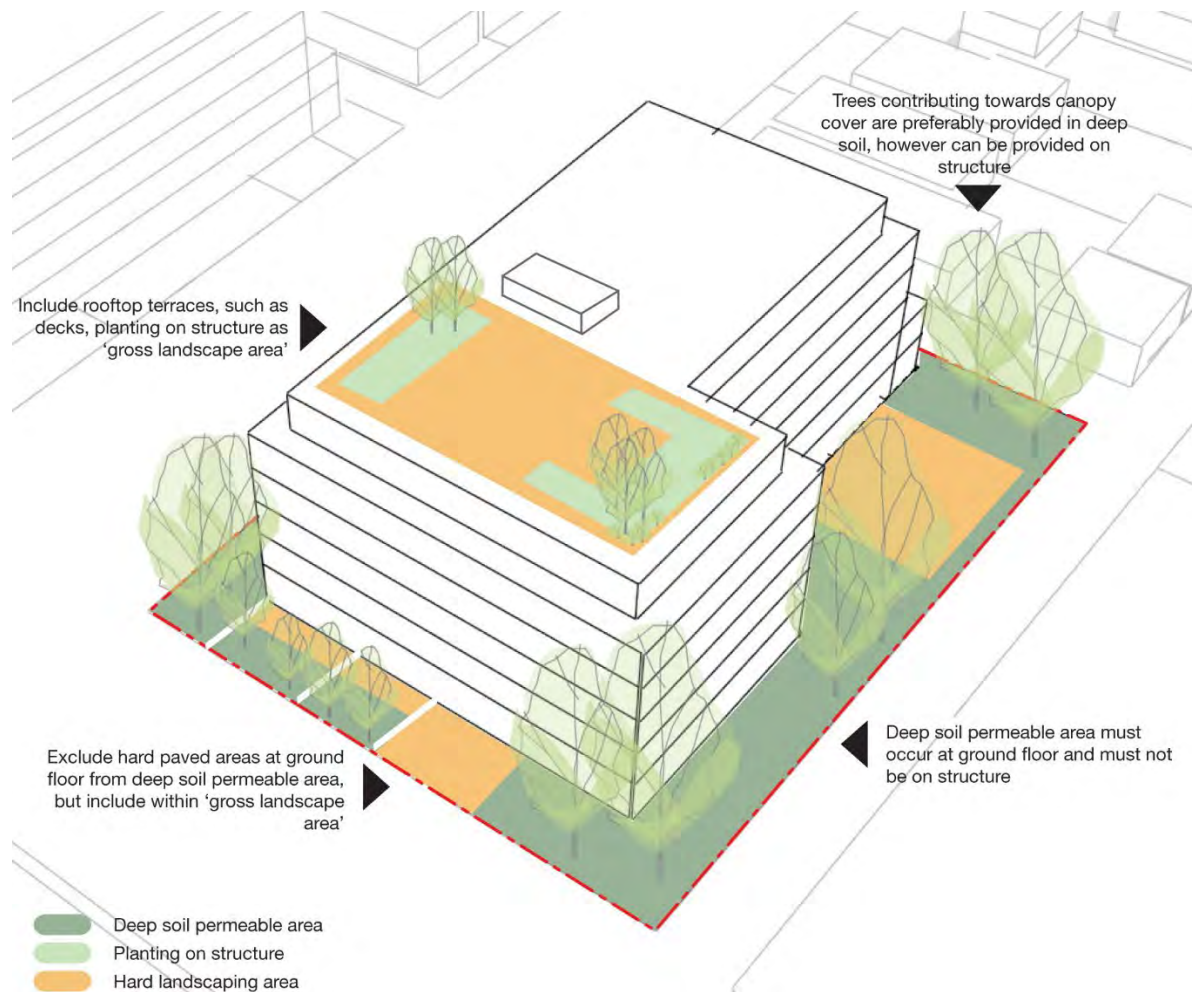 Trees contributing towards canopy
cover are preferably provided in deep
soil, however can be provided on
structure
Include rooftop terraces, such as
decks, planting on structure as
‘gross landscape area’
Exclude hard paved areas at ground
floor from deep soil permeable area,
but include within ‘gross landscape
area’
Deep soil permeable area must
occur at ground floor and must not
be on structure
Deep soil permeable area
Planting on structure
Hard landscaping area